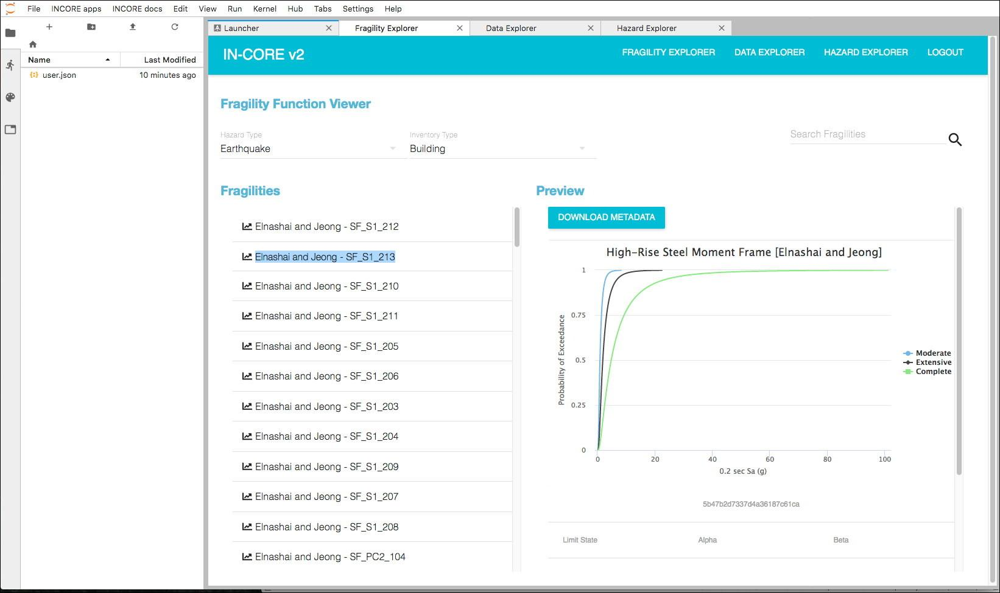 File INCORE apps INCORE docs Edit View Run Kernel Hub Tabs Settings Help
Launcher Fragility Explorer Data Explorer Hazard Explorer
Name Last Modified
user.json 10 minutes ago
IN-CORE v2 FRAGILITY EXPLORER DATA EXPLORER HAZARD EXPLORER LOGOUT
Fragility Function Viewer
Hazard Type Inventory Type
Earthquake Building
Search Fragilities
Fragilities
Elnashai and Jeong - SF_S1_212
Elnashai and Jeong - SF_S1_213
Elnashai and Jeong - SF_S1_210
Elnashai and Jeong - SF_S1_211
Elnashai and Jeong - SF_S1_205
Elnashai and Jeong - SF_S1_206
Elnashai and Jeong - SF_S1_203
Elnashai and Jeong - SF_S1_204
Elnashai and Jeong - SF_S1_209
Elnashai and Jeong - SF_S1_207
Elnashai and Jeong - SF_S1_208
Elnashai and Jeong - SF_PC2_104
Preview
DOWNLOAD METADATA
High-Rise Steel Moment Frame [Elnashai and Jeong]
Probability of Exceedance
1
0.75
0.5
0.25
0
0 20 40 60 80 100
0.2 sec Sa (g)
Moderate
Extensive
Complete
5b47b2d7337d4a36187c61ca
Limit State Alpha Beta